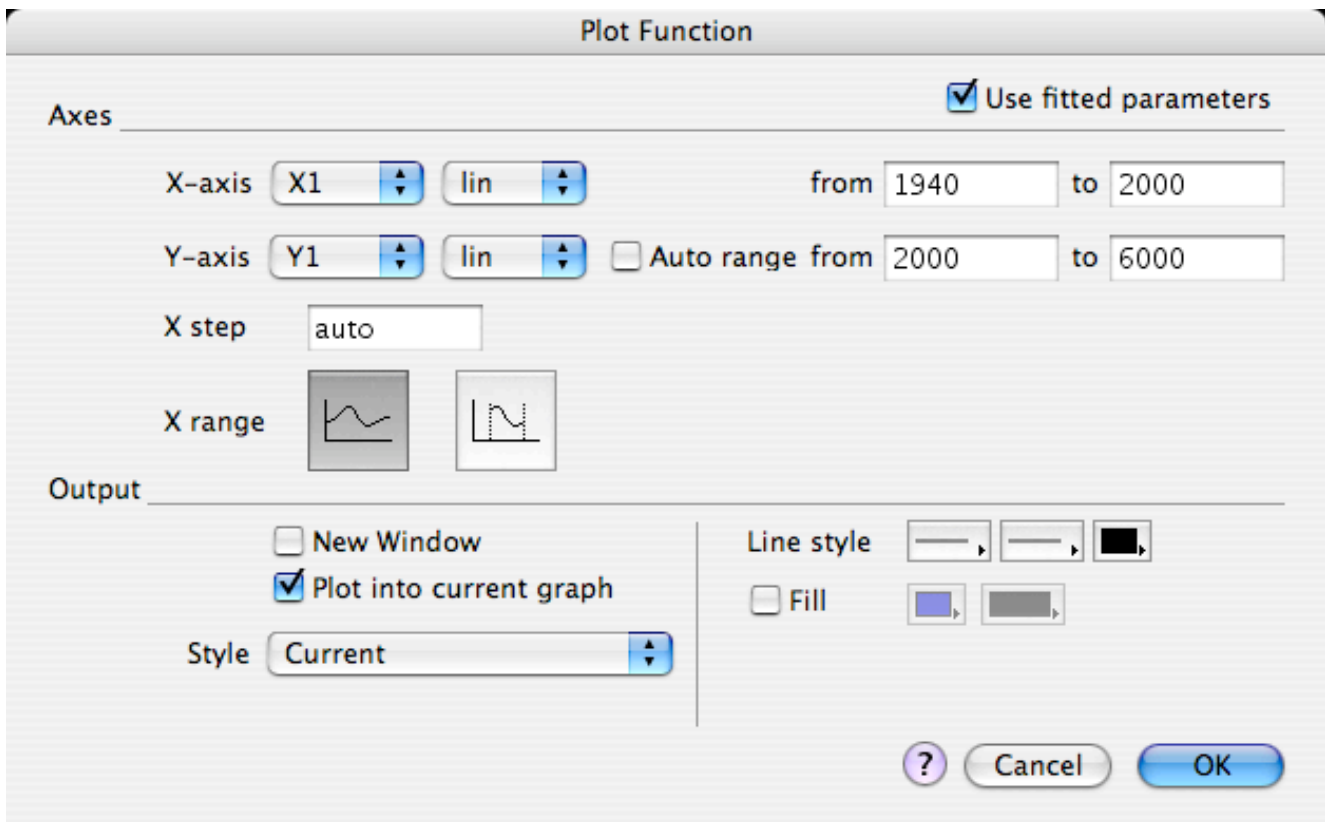 Plot Function
Use fitted parameters
Axes
X-axis X1 lin from 1940 to 2000
Y-axis Y1 lin Auto range from 2000 to 6000
X step auto
X range
Output
New Window
Plot into current graph
Style Current
Line style
Fill
? Cancel OK